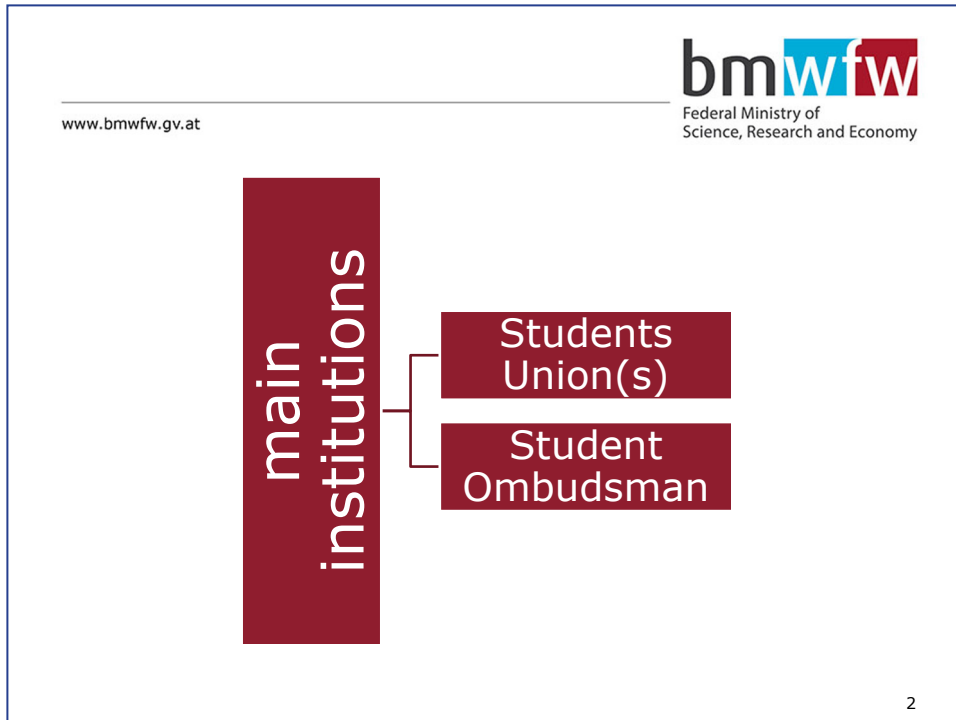 bmwfw
Federal Ministry of
Science, Research and Economy
www.bmwfw.gv.at
main
institutions
Students
Union(s)
Student
Ombudsman
2